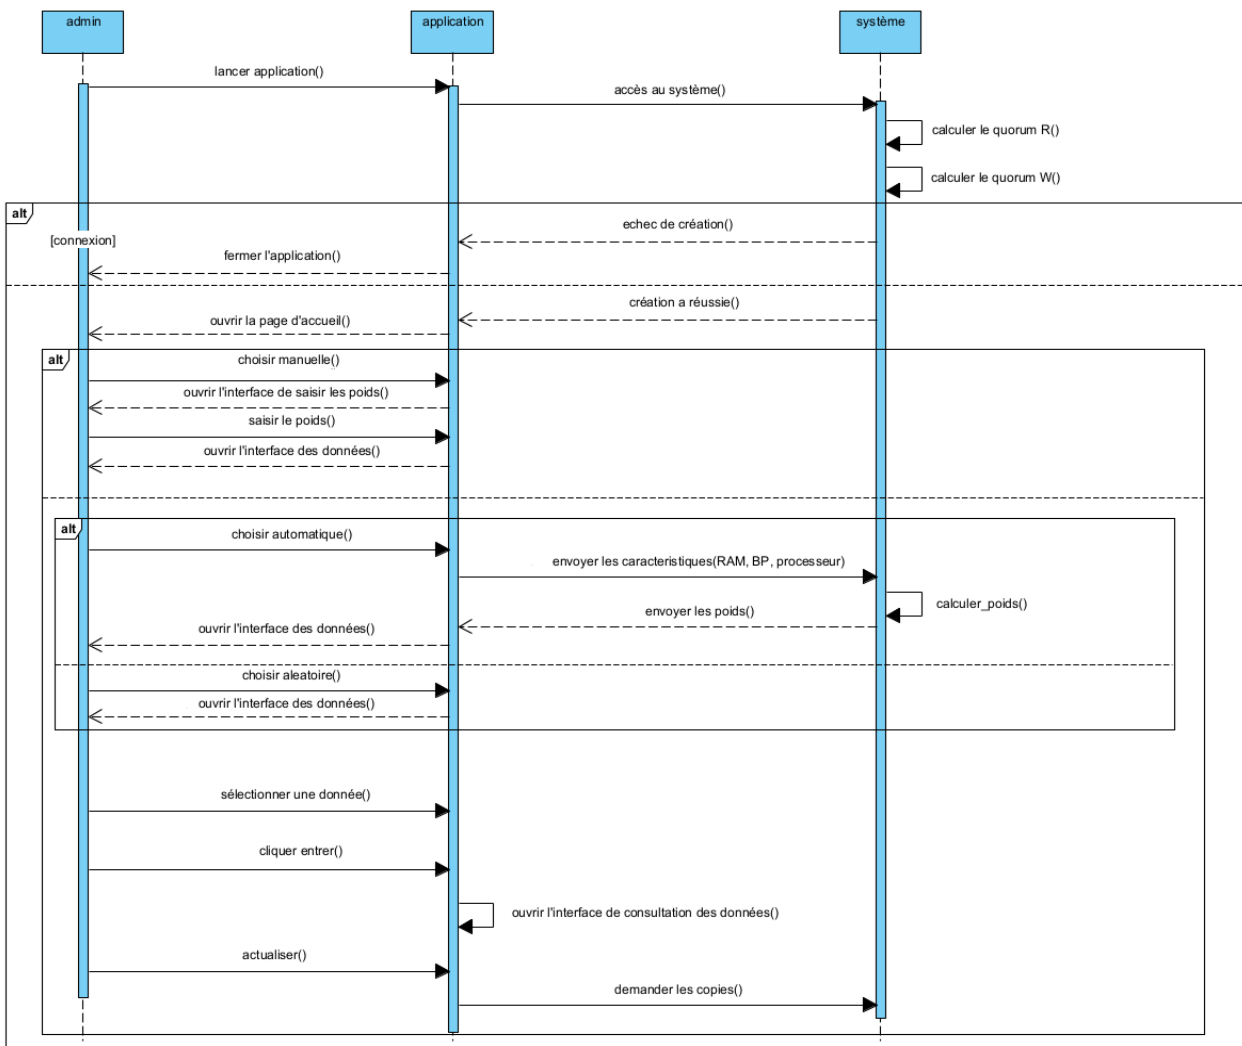 admin
application
système
lancer application()
accès au système()
calculer le quorum R()
calculer le quorum W()
alt
echec de création()
[connexion]
fermer l'application()
création a réussie()
ouvrir la page d'accueil()
alt
choisir manuelle()
ouvrir l'interface de saisir les poids()
saisir le poids()
ouvrir l'interface des données()
alt
choisir automatique()
envoyer les caracteristiques(RAM, BP, processeur)
calculer_poids()
envoyer les poids()
ouvrir l'interface des données()
choisir aleatoire()
ouvrir l'interface des données()
sélectionner une donnée()
cliquer entrer()
ouvrir l'interface de consultation des données()
actualiser()
demander les copies()